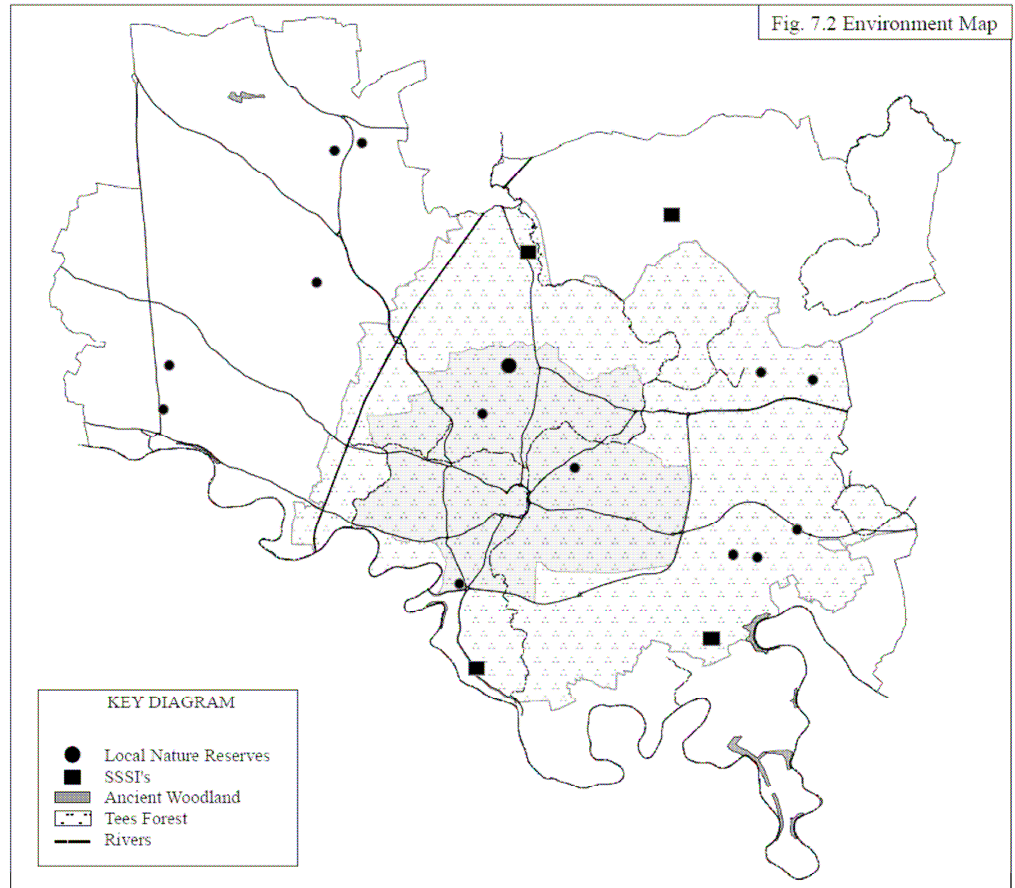 Fig. 7.2 Environment Map
KEY DIAGRAM
Local Nature Reserves
SSSI's
Ancient Woodland
Tees Forest
Rivers